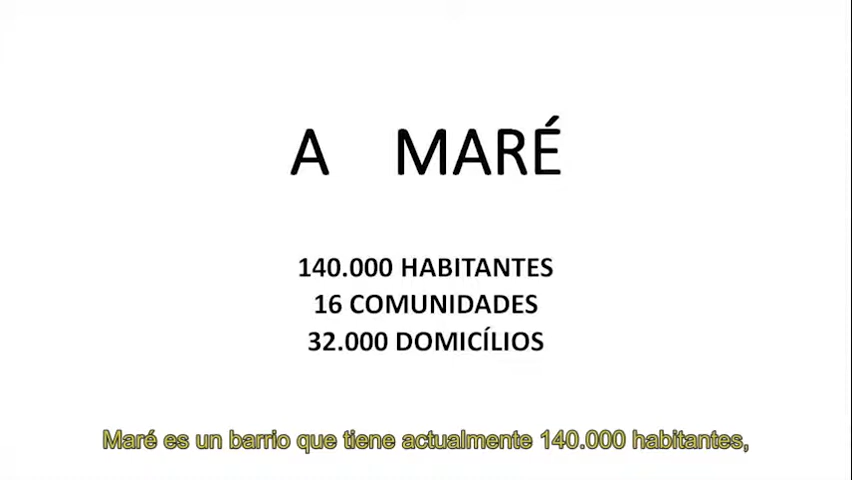 A MARÉ
140.000 HABITANTES
16 COMUNIDADES
32.000 DOMICÍLIOS
Maré es un barrio que tiene actualmente 140.000 habitantes,